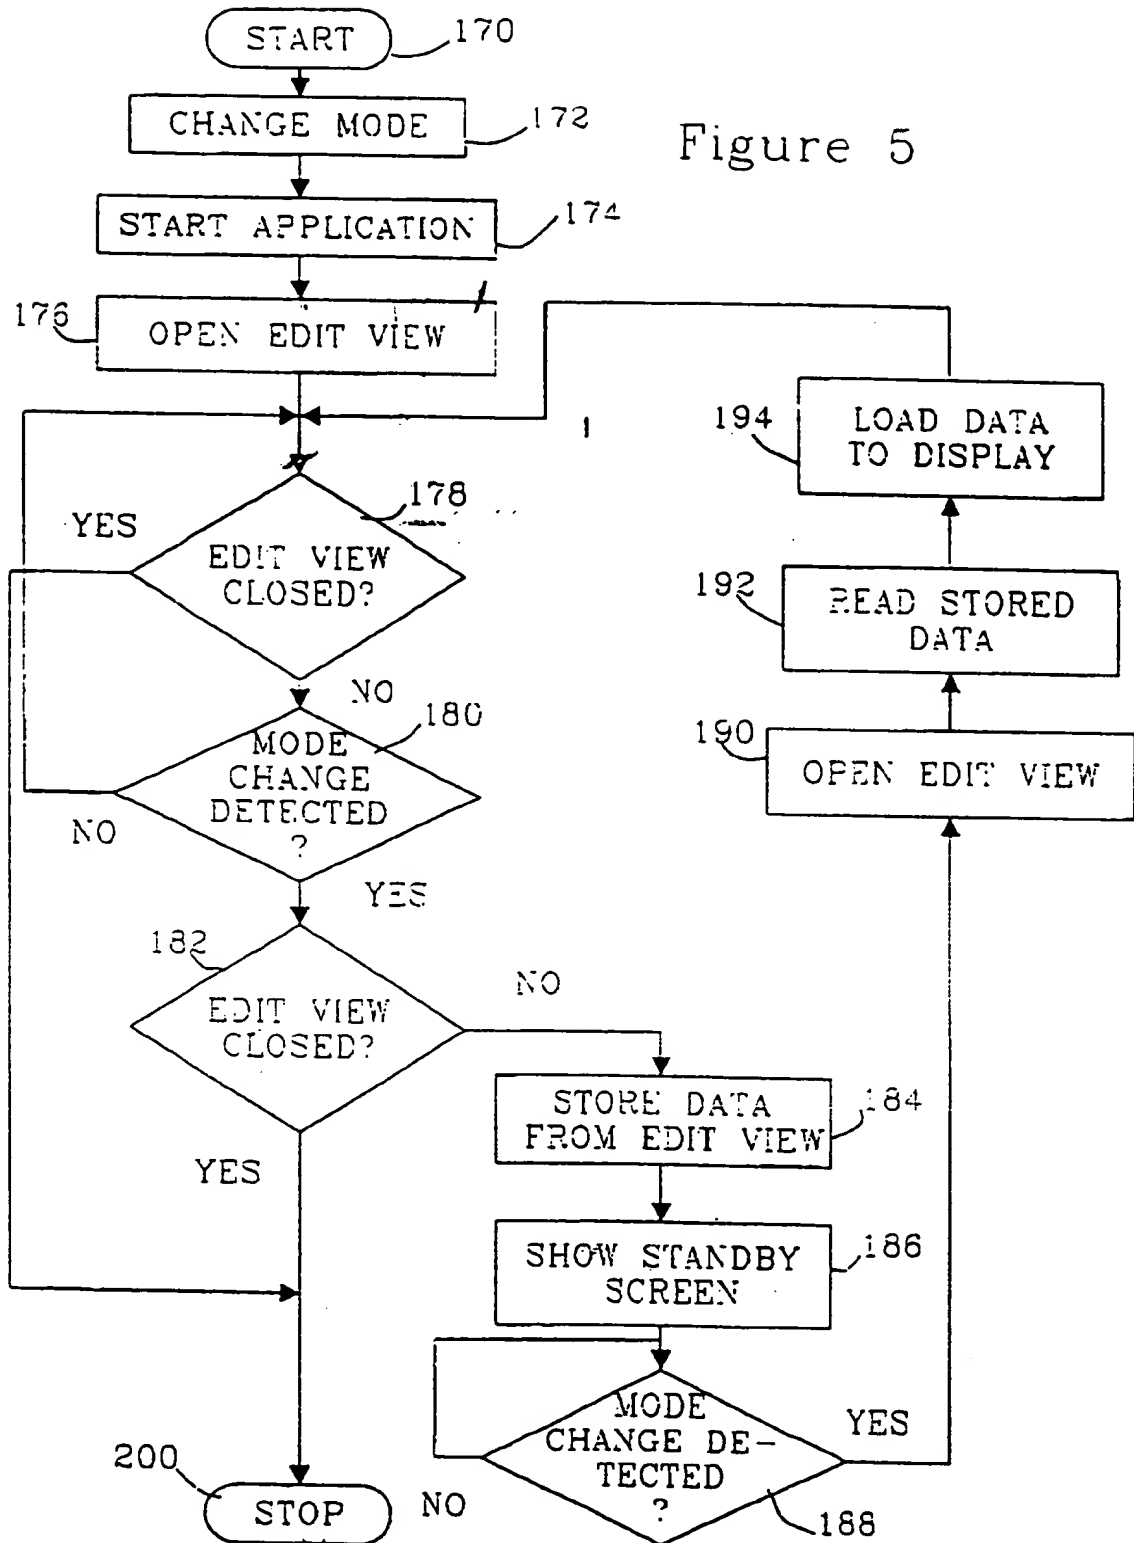 START
170
CHANGE MODE
172
Figure 5
START APPLICATION
174
176
OPEN EDIT VIEW
194
LOAD DATA
TO DISPLAY
178
YES
EDIT VIEW
CLOSED?
192
READ STORED
DATA
NO
180
MODE
CHANGE
DETECTED
?
NO
190
OPEN EDIT VIEW
YES
182
EDIT VIEW
CLOSED?
NO
STORE DATA
FROM EDIT VIEW
184
YES
SHOW STANDBY
SCREEN
186
MODE
CHANGE DE-
TECTED
?
YES
NO
188
200
STOP